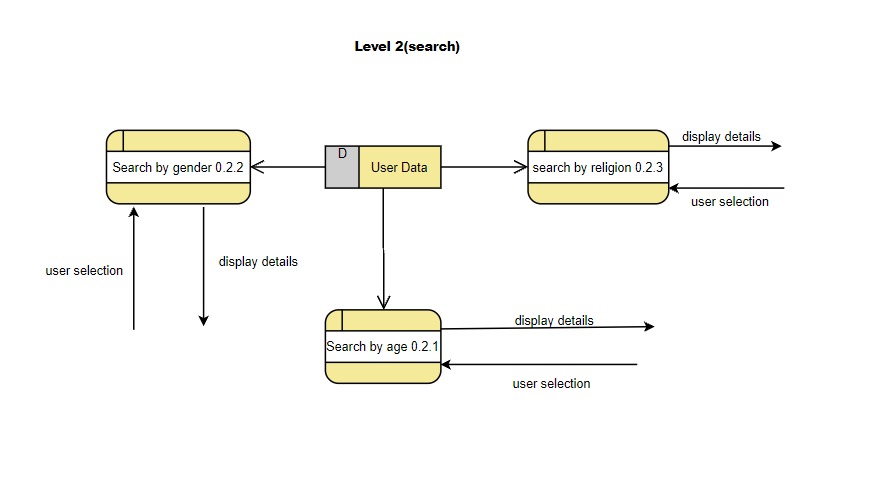 Level 2(search)
display details
D
Search by gender 0.2.2
User Data
search by religion 0.2.3
user selection
display details
user selection
display details
Search by age 0.2.1
user selection